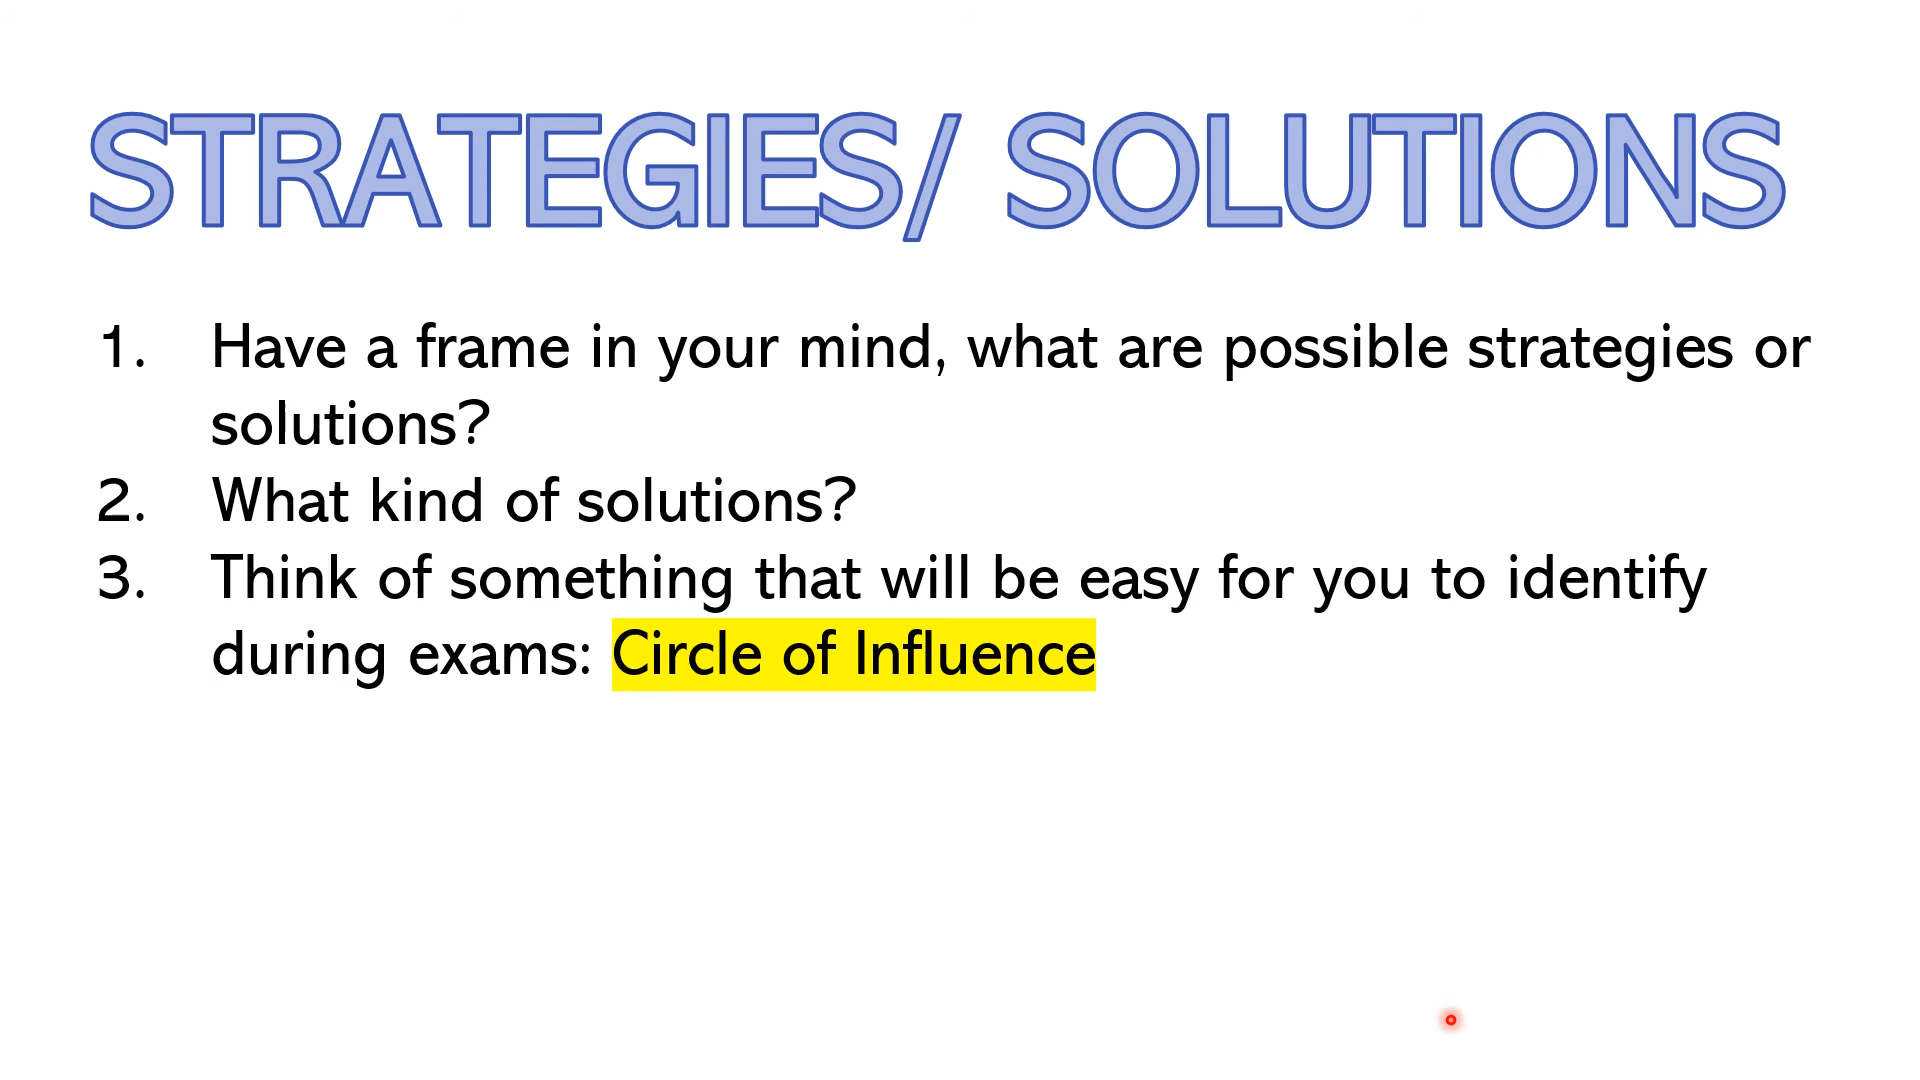 STRATEGIES/ SOLUTIONS
1. Have a frame in your mind, what are possible strategies or
solutions?
2. What kind of solutions?
3. Think of something that will be easy for you to identify
during exams: Circle of Influence